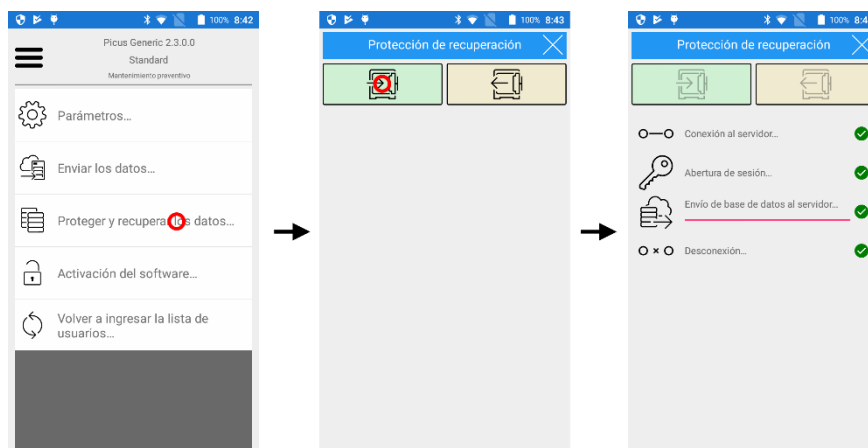 100% 8:42
Picus Generic 2.3.0.0
Standard
Mantenimiento preventivo
Parámetros...
Enviar los datos...
Proteger y recuperar los datos...
Activación del software...
Volver a ingresar la lista de
usuarios...
100% 8:43
Protección de recuperación
100%
Protección de recuperación
Conexión al servidor...
Abertura de sesión...
Envío de base de datos al servidor...
Desconexión...